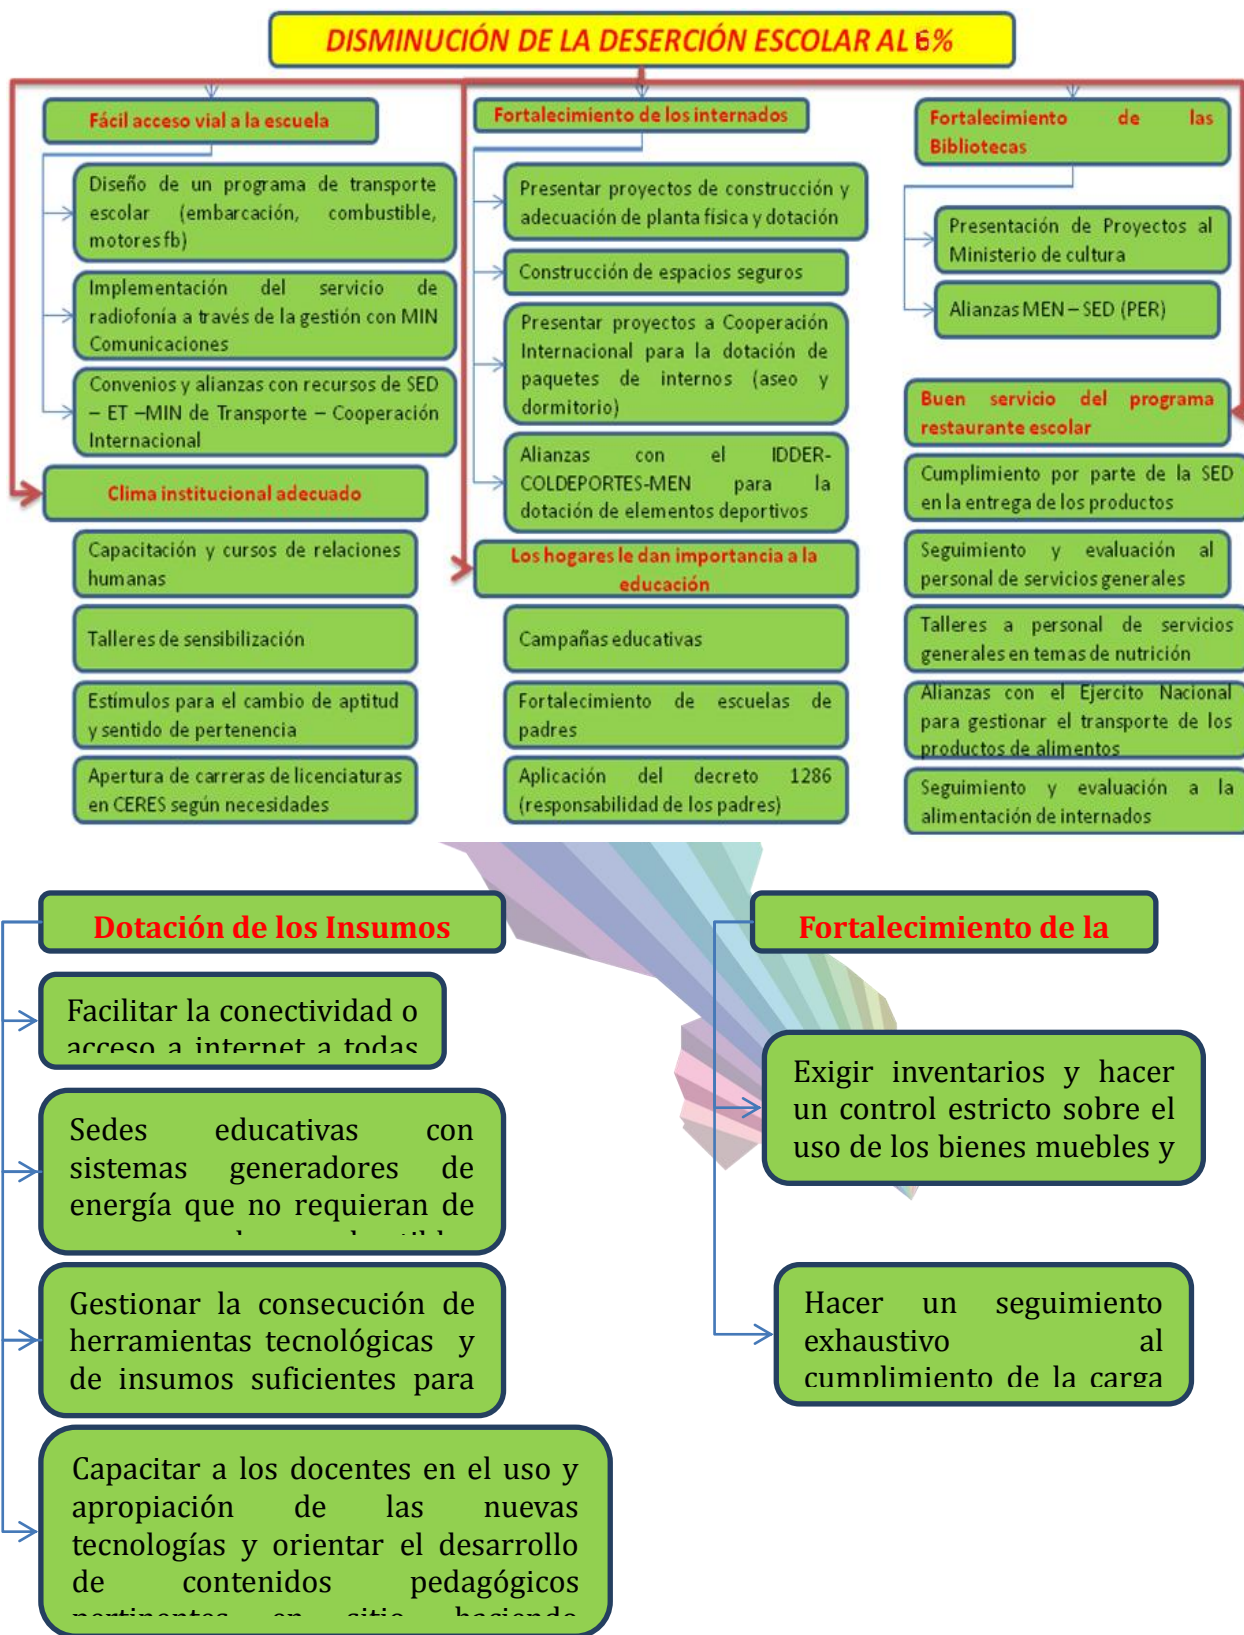 DISMINUCIÓN DE LA DESERCIÓN ESCOLAR AL 6%
Fácil acceso vial a la escuela
Diseño de un programa de transporte
escolar (embarcación, combustible,
motores fb)
Implementación del servicio de
radiofonía a través de la gestión con MIN
Comunicaciones
Convenios y alianzas con recursos de SED
– ET –MIN de Transporte – Cooperación
Internacional
Clima institucional adecuado
Capacitación y cursos de relaciones
humanas
Talleres de sensibilización
Estímulos para el cambio de aptitud
y sentido de pertenencia
Apertura de carreras de licenciaturas
en CERES según necesidades
Fortalecimiento de los internados
Presentar proyectos de construcción y
adecuación de planta física y dotación
Construcción de espacios seguros
Presentar proyectos a Cooperación
Internacional para la dotación de
paquetes de internos (aseo y
dormitorio)
Alianzas con el IDDER-
COLDEPORTES-MEN para la
dotación de elementos deportivos
Los hogares le dan importancia a la
educación
Campañas educativas
Fortalecimiento de escuelas de
padres
Aplicación del decreto 1286
(responsabilidad de los padres)
Fortalecimiento de las
Bibliotecas
Presentación de Proyectos al
Ministerio de cultura
Alianzas MEN – SED (PER)
Buen servicio del programa
restaurante escolar
Cumplimiento por parte de la SED
en la entrega de los productos
Seguimiento y evaluación al
personal de servicios generales
Talleres a personal de servicios
generales en temas de nutrición
Alianzas con el Ejercito Nacional
para gestionar el transporte de los
productos de alimentos
Seguimiento y evaluación a la
alimentación de internados
Dotación de los Insumos
Facilitar la conectividad o
acceso a internet a todas
Sedes educativas con
sistemas generadores de
energía que no requieran de
Gestionar la consecución de
herramientas tecnológicas y
de insumos suficientes para
Capacitar a los docentes en el uso y
apropiación de las nuevas
tecnologías y orientar el desarrollo
de contenidos pedagógicos
pertinentes en sitio, haciendo
Fortalecimiento de la
Exigir inventarios y hacer
un control estricto sobre el
uso de los bienes muebles y
Hacer un seguimiento
exhaustivo al
cumplimiento de la carga